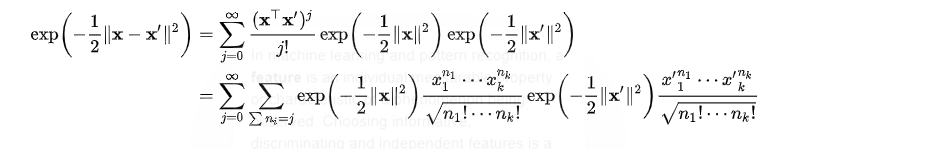 exp(−1/2 ‖x − x′‖²) = ∑_{j=0}^{∞} (x⊤x′)^j / j! exp(−1/2 ‖x‖²) exp(−1/2 ‖x′‖²)
= ∑_{j=0}^{∞} ∑_{∑ n_i=j} exp(−1/2 ‖x‖²) x_1^{n_1} ⋯ x_k^{n_k} / √(n_1! ⋯ n_k!) exp(−1/2 ‖x′‖²) x′_1^{n_1} ⋯ x′_k^{n_k} / √(n_1! ⋯ n_k!)
In machine learning and pattern recognition, a
feature is an individual property
Choosing
discriminating and independent features is a